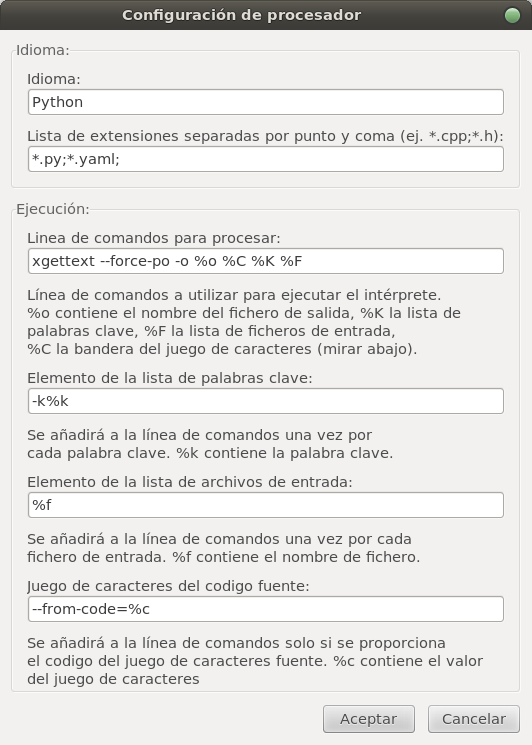 Configuración de procesador
Idioma:
Idioma:
Python
Lista de extensiones separadas por punto y coma (ej. *.cpp;*.h):
*.py;*.yaml;
Ejecución:
Linea de comandos para procesar:
xgettext --force-po -o %o %C %K %F
Línea de comandos a utilizar para ejecutar el intérprete.
%o contiene el nombre del fichero de salida, %K la lista de
palabras clave, %F la lista de ficheros de entrada,
%C la bandera del juego de caracteres (mirar abajo).
Elemento de la lista de palabras clave:
-k%k
Se añadirá a la línea de comandos una vez por
cada palabra clave. %k contiene la palabra clave.
Elemento de la lista de archivos de entrada:
%f
Se añadirá a la línea de comandos una vez por cada
fichero de entrada. %f contiene el nombre de fichero.
Juego de caracteres del codigo fuente:
--from-code=%c
Se añadirá a la línea de comandos solo si se proporciona
el codigo del juego de caracteres fuente. %c contiene el valor
del juego de caracteres
Aceptar
Cancelar